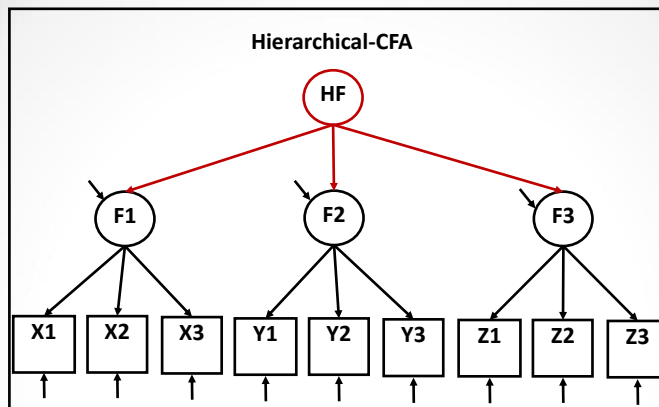 Hierarchical-CFA
HF
F1 F2 F3
X1 X2 X3 Y1 Y2 Y3 Z1 Z2 Z3